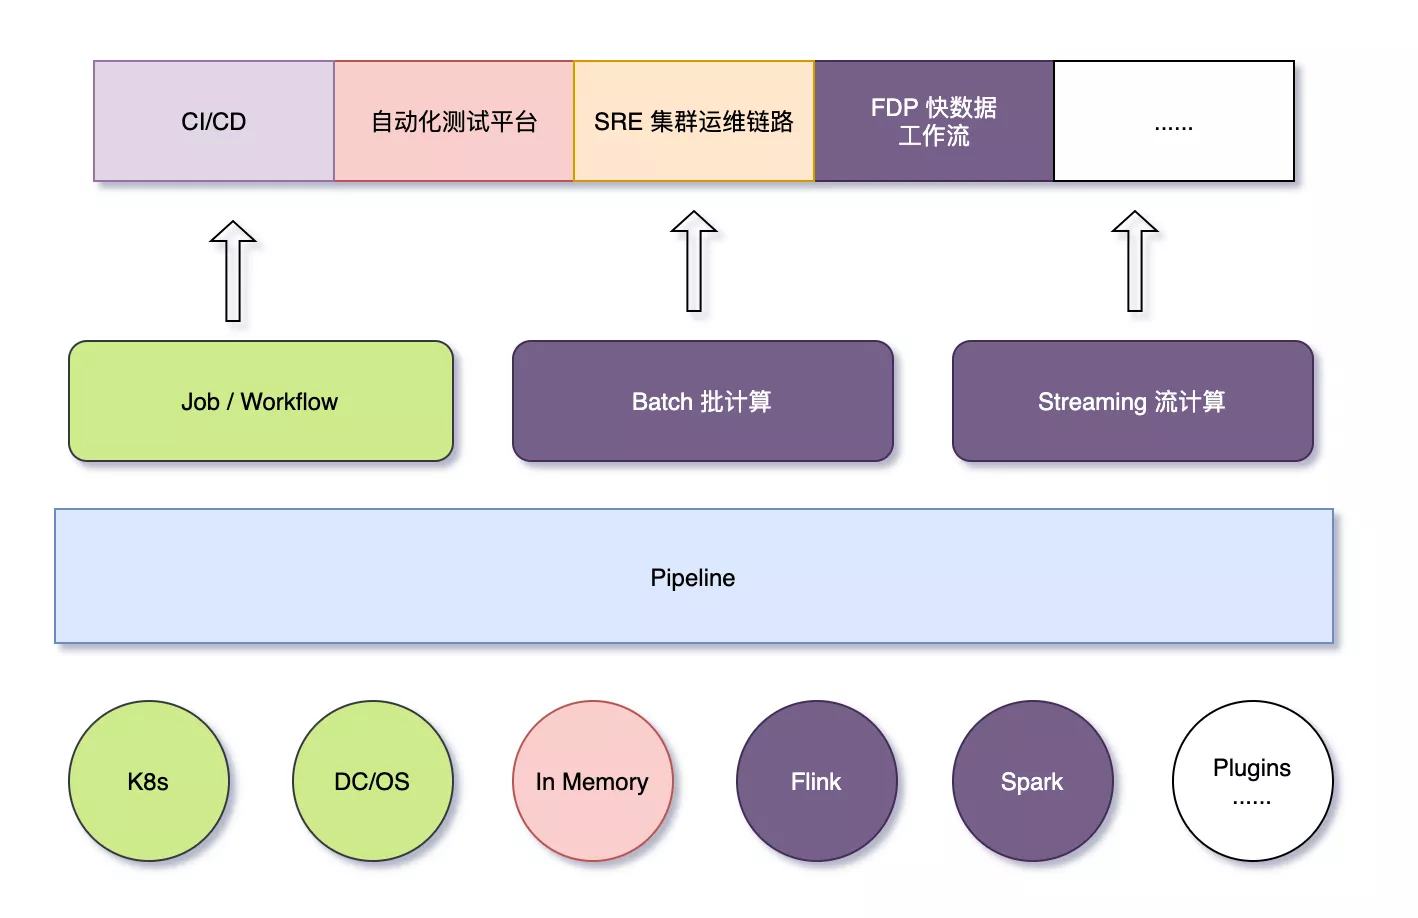 CI/CD
自动化测试平台
SRE 集群运维链路
FDP 快数据
工作流
......
Job / Workflow
Batch 批计算
Streaming 流计算
Pipeline
K8s
DC/OS
In Memory
Flink
Spark
Plugins
......